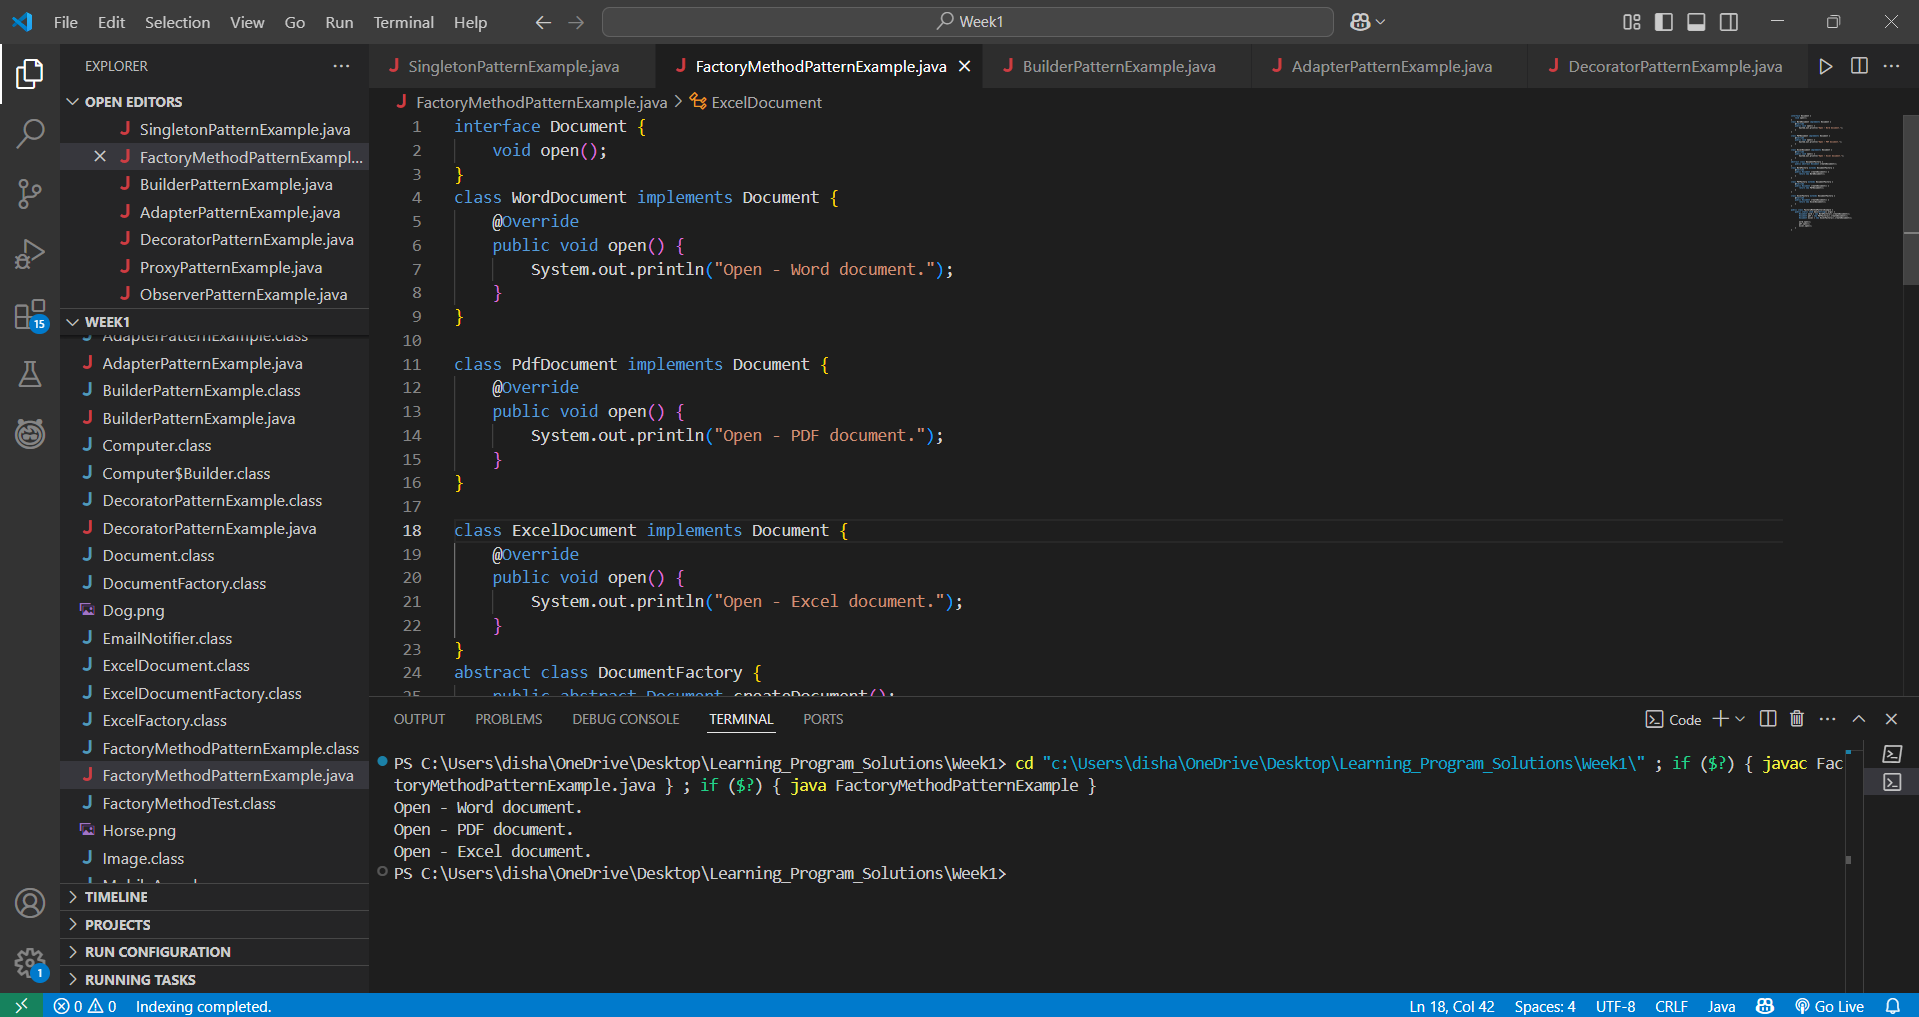 File Edit Selection View Go Run Terminal Help
Week1
EXPLORER
OPEN EDITORS
SingletonPatternExample.java
FactoryMethodPatternExampl...
BuilderPatternExample.java
AdapterPatternExample.java
DecoratorPatternExample.java
ProxyPatternExample.java
ObserverPatternExample.java
WEEK1
AdapterPatternExample.class
AdapterPatternExample.java
BuilderPatternExample.class
BuilderPatternExample.java
Computer.class
Computer$Builder.class
DecoratorPatternExample.class
DecoratorPatternExample.java
Document.class
DocumentFactory.class
Dog.png
EmailNotifier.class
ExcelDocument.class
ExcelDocumentFactory.class
ExcelFactory.class
FactoryMethodPatternExample.class
FactoryMethodPatternExample.java
FactoryMethodTest.class
Horse.png
Image.class
TIMELINE
PROJECTS
RUN CONFIGURATION
RUNNING TASKS
SingletonPatternExample.java FactoryMethodPatternExample.java BuilderPatternExample.java AdapterPatternExample.java DecoratorPatternExample.java
FactoryMethodPatternExample.java > ExcelDocument
1 interface Document {
2 void open();
3 }
4 class WordDocument implements Document {
5 @Override
6 public void open() {
7 System.out.println("Open - Word document.");
8 }
9 }
10
11 class PdfDocument implements Document {
12 @Override
13 public void open() {
14 System.out.println("Open - PDF document.");
15 }
16 }
17
18 class ExcelDocument implements Document {
19 @Override
20 public void open() {
21 System.out.println("Open - Excel document.");
22 }
23 }
24 abstract class DocumentFactory {
25 public abstract Document createDocument();
OUTPUT PROBLEMS DEBUG CONSOLE TERMINAL PORTS
Code
PS C:\Users\disha\OneDrive\Desktop\Learning_Program_Solutions\Week1> cd "c:\Users\disha\OneDrive\Desktop\Learning_Program_Solutions\Week1\" ; if ($?) { javac Fac
toryMethodPatternExample.java } ; if ($?) { java FactoryMethodPatternExample }
Open - Word document.
Open - PDF document.
Open - Excel document.
PS C:\Users\disha\OneDrive\Desktop\Learning_Program_Solutions\Week1>
15
1
0 0 Indexing completed.
Ln 18, Col 42 Spaces: 4 UTF-8 CRLF Java Go Live